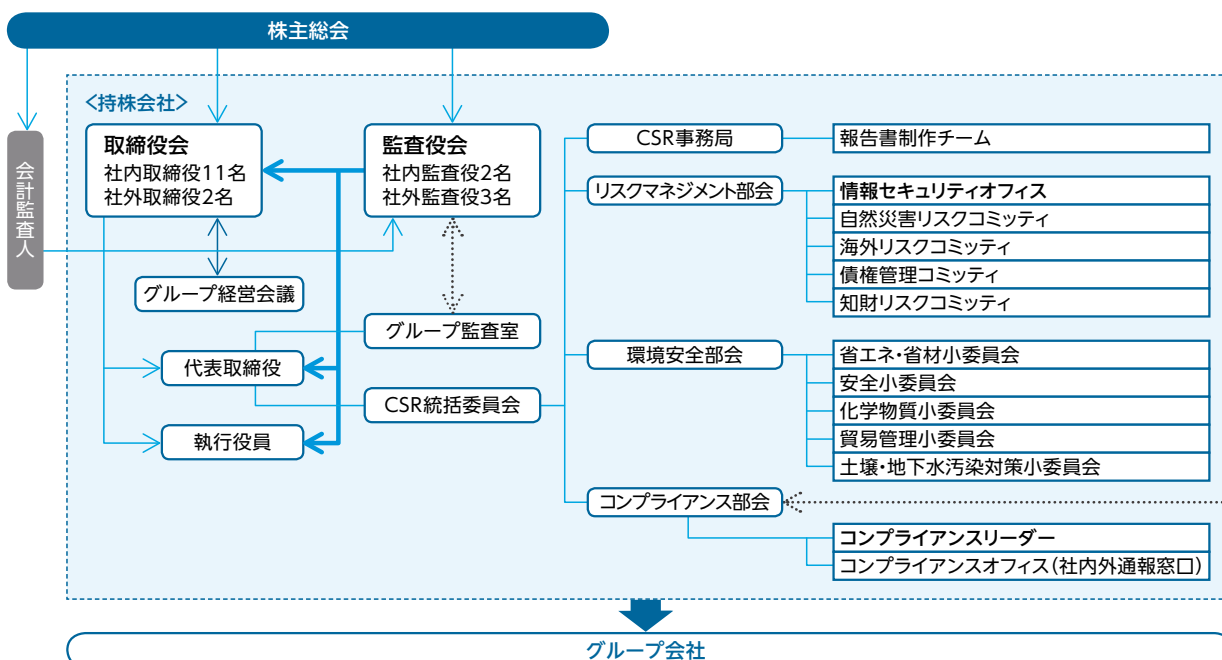 株主総会
<持株会社>
会計監査人
取締役会
社内取締役11名
社外取締役2名
監査役会
社内監査役2名
社外監査役3名
グループ経営会議
グループ監査室
代表取締役
CSR統括委員会
執行役員
CSR事務局
報告書制作チーム
リスクマネジメント部会
情報セキュリティオフィス
自然災害リスクコミッティ
海外リスクコミッティ
債権管理コミッティ
知財リスクコミッティ
環境安全部会
省エネ・省材小委員会
安全小委員会
化学物質小委員会
貿易管理小委員会
土壌・地下水汚染対策小委員会
コンプライアンス部会
コンプライアンスリーダー
コンプライアンスオフィス(社内外通報窓口)
グループ会社